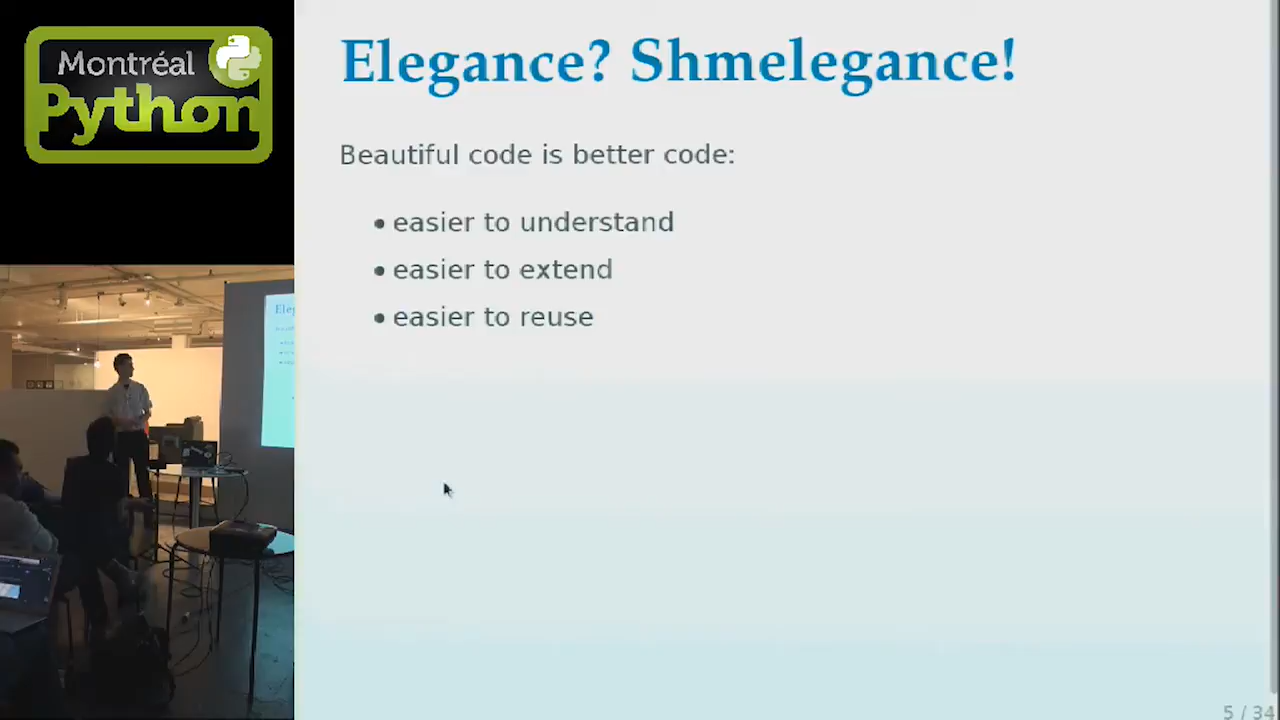 Montréal
Python
Elegance? Shmelegance!
Beautiful code is better code:
• easier to understand
• easier to extend
• easier to reuse
5 / 34